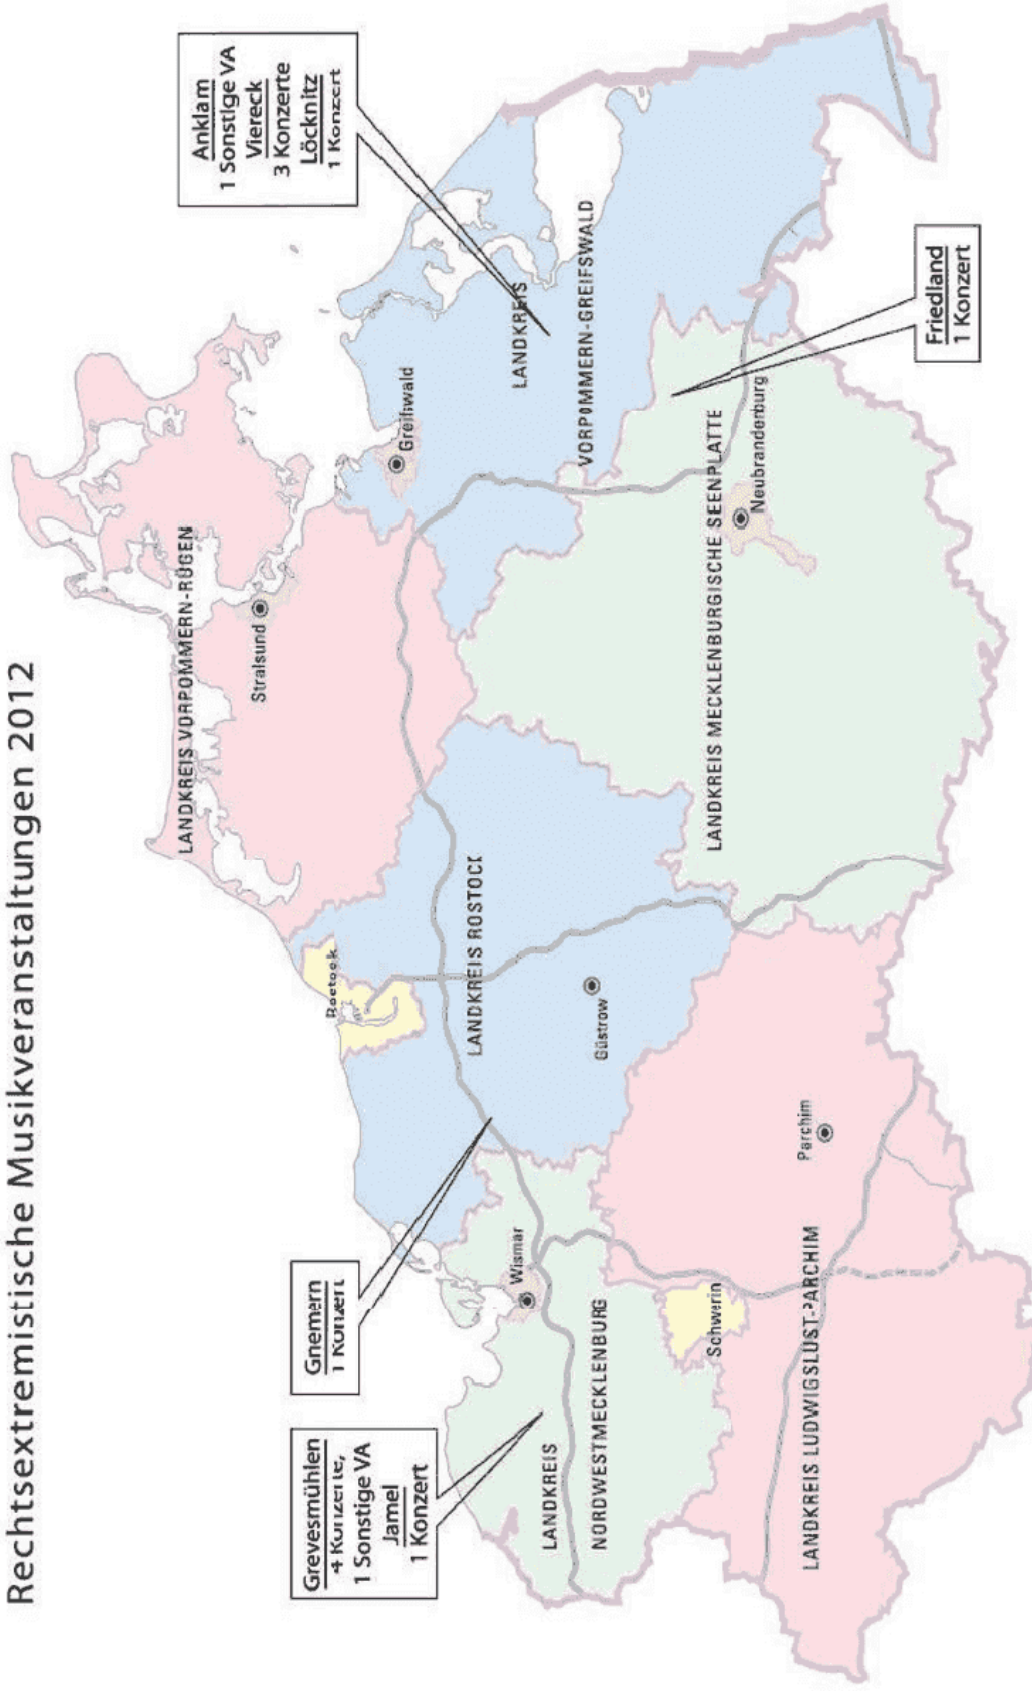 Rechtsextremistische Musikveranstaltungen 2012
Grevesmühlen
4 Konzerte,
1 Sonstige VA
Jamel
1 Konzert
Gnemern
1 Konzert
Anklam
1 Sonstige VA
Viereck
3 Konzerte
Löcknitz
1 Konzert
Friedland
1 Konzert
LANDKREIS VORPOMMERN-RÜGEN
Stralsund
Greifswald
LANDKREIS
VORPOMMERN-GREIFSWALD
Rostock
LANDKREIS ROSTOCK
Güstrow
Wismar
LANDKREIS
NORDWESTMECKLENBURG
Schwerin
LANDKREIS MECKLENBURGISCHE SEENPLATTE
Neubrandenburg
Parchim
LANDKREIS LUDWIGSLUST-PARCHIM